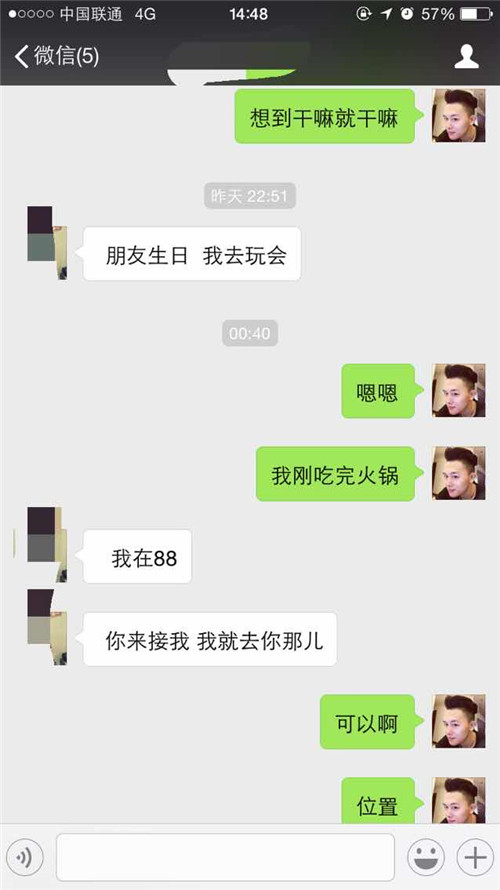 中国联通 4G 14:48 57%
微信(5)
想到干嘛就干嘛
昨天 22:51
朋友生日 我去玩会
00:40
嗯嗯
我刚吃完火锅
我在88
你来接我 我就去你那儿
可以啊
位置